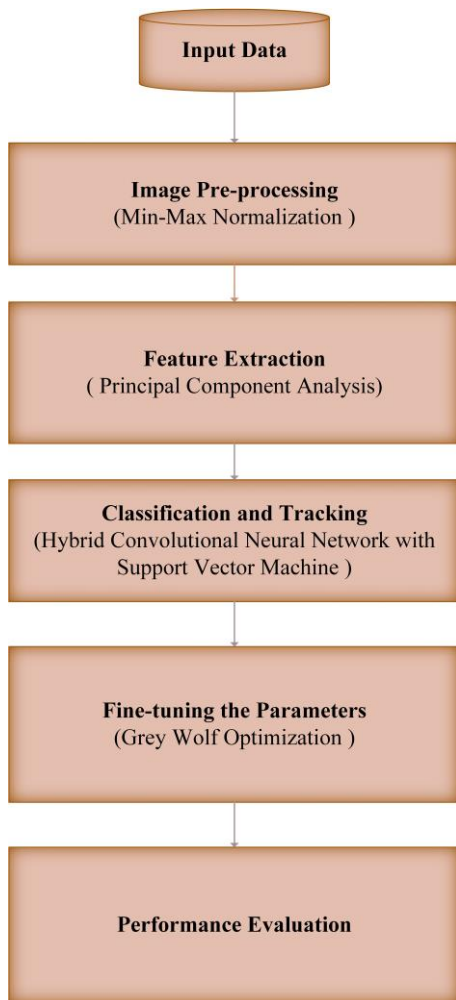 Input Data
Image Pre-processing
(Min-Max Normalization )
Feature Extraction
( Principal Component Analysis)
Classification and Tracking
(Hybrid Convolutional Neural Network with
Support Vector Machine )
Fine-tuning the Parameters
(Grey Wolf Optimization )
Performance Evaluation